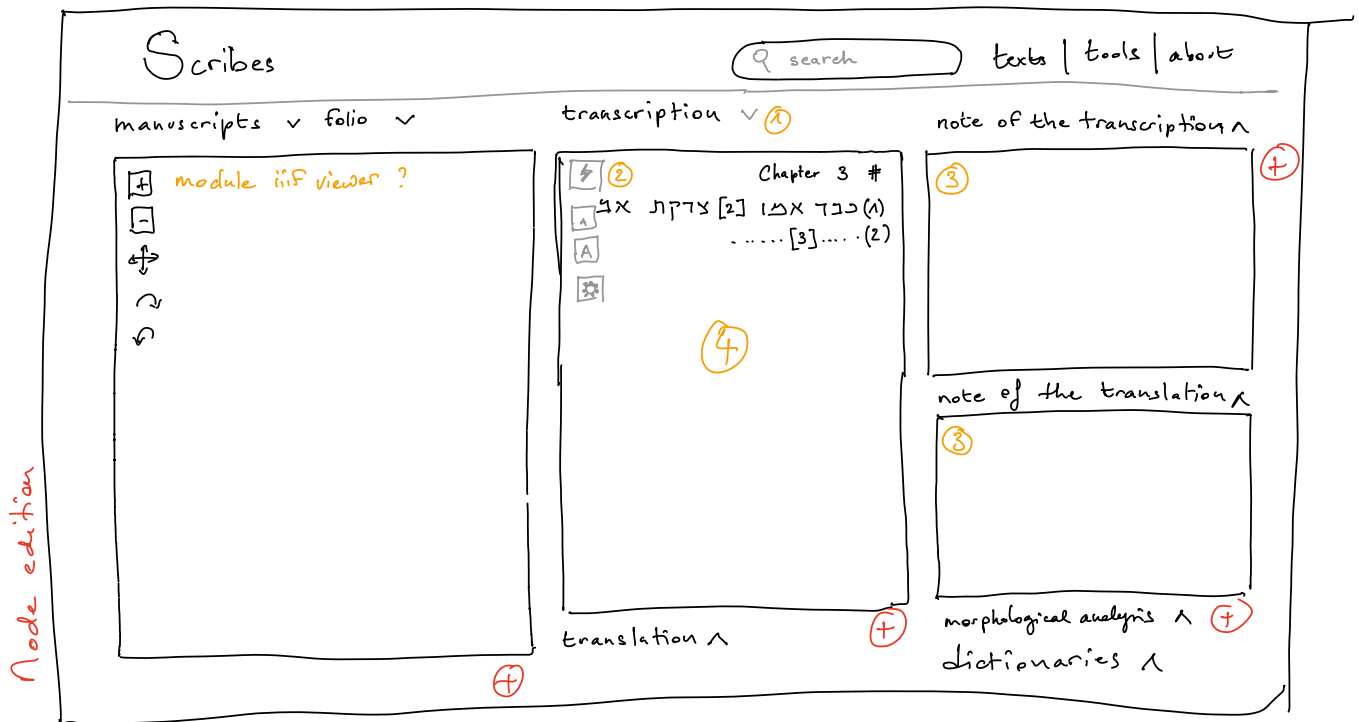 Scribes
search
texts | tools | about
manuscripts ∨ folio ∨
transcription ∨ 1
note of the transcription ∧
+
+
module iiif viewer ?
-
2
Chapter 3 #
(1) כבד אמו [2] צדקת אב
(2) ..... [3] ......
A
A
4
3
note of the translation ∧
3
translation ∧
+
+
morphological analysis ∧ +
dictionaries ∧
Mode edition